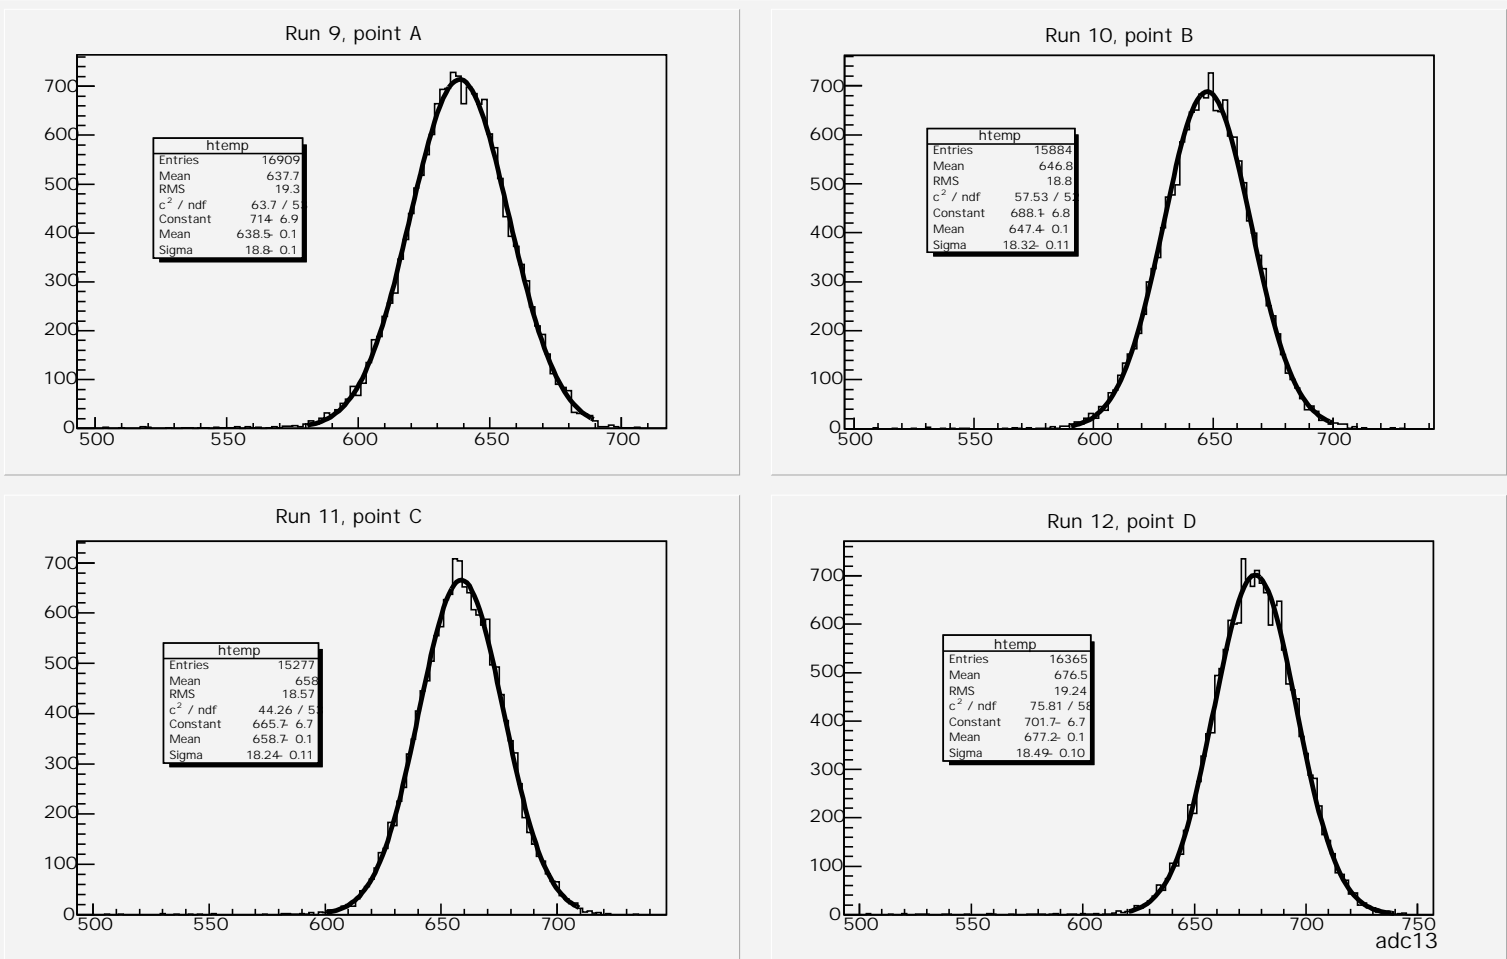 Run 9, point A
700
600
500
400
300
200
100
0
500 550 600 650 700
htemp
Entries 16909
Mean 637.7
RMS 19.3
c2 / ndf 63.7 / 5
Constant 714- 6.9
Mean 638.5- 0.1
Sigma 18.8- 0.1
Run 10, point B
700
600
500
400
300
200
100
0
500 550 600 650 700
htemp
Entries 15884
Mean 646.8
RMS 18.8
c2 / ndf 57.53 / 5
Constant 688.1- 6.8
Mean 647.4- 0.1
Sigma 18.32- 0.11
Run 11, point C
700
600
500
400
300
200
100
0
500 550 600 650 700
htemp
Entries 15277
Mean 658
RMS 18.57
c2 / ndf 44.26 / 5
Constant 665.7- 6.7
Mean 658.7- 0.1
Sigma 18.24- 0.11
Run 12, point D
700
600
500
400
300
200
100
0
500 550 600 650 700 750
adc13
htemp
Entries 16365
Mean 676.5
RMS 19.24
c2 / ndf 75.81 / 58
Constant 701.7- 6.7
Mean 677.2- 0.1
Sigma 18.49- 0.10